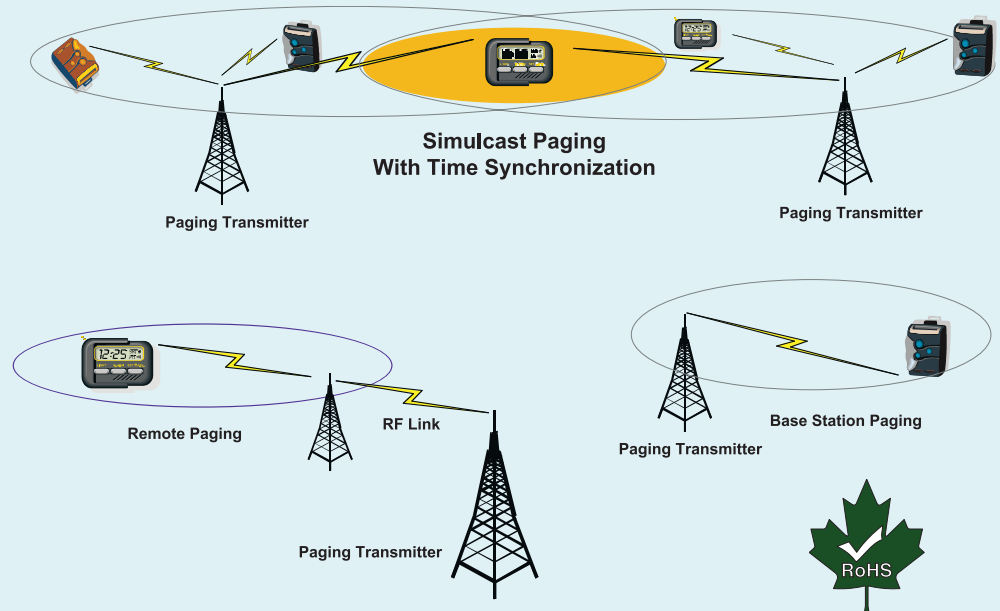 Simulcast Paging
With Time Synchronization
Paging Transmitter
Paging Transmitter
12:25
Remote Paging
RF Link
Paging Transmitter
Paging Transmitter
Base Station Paging
RoHS